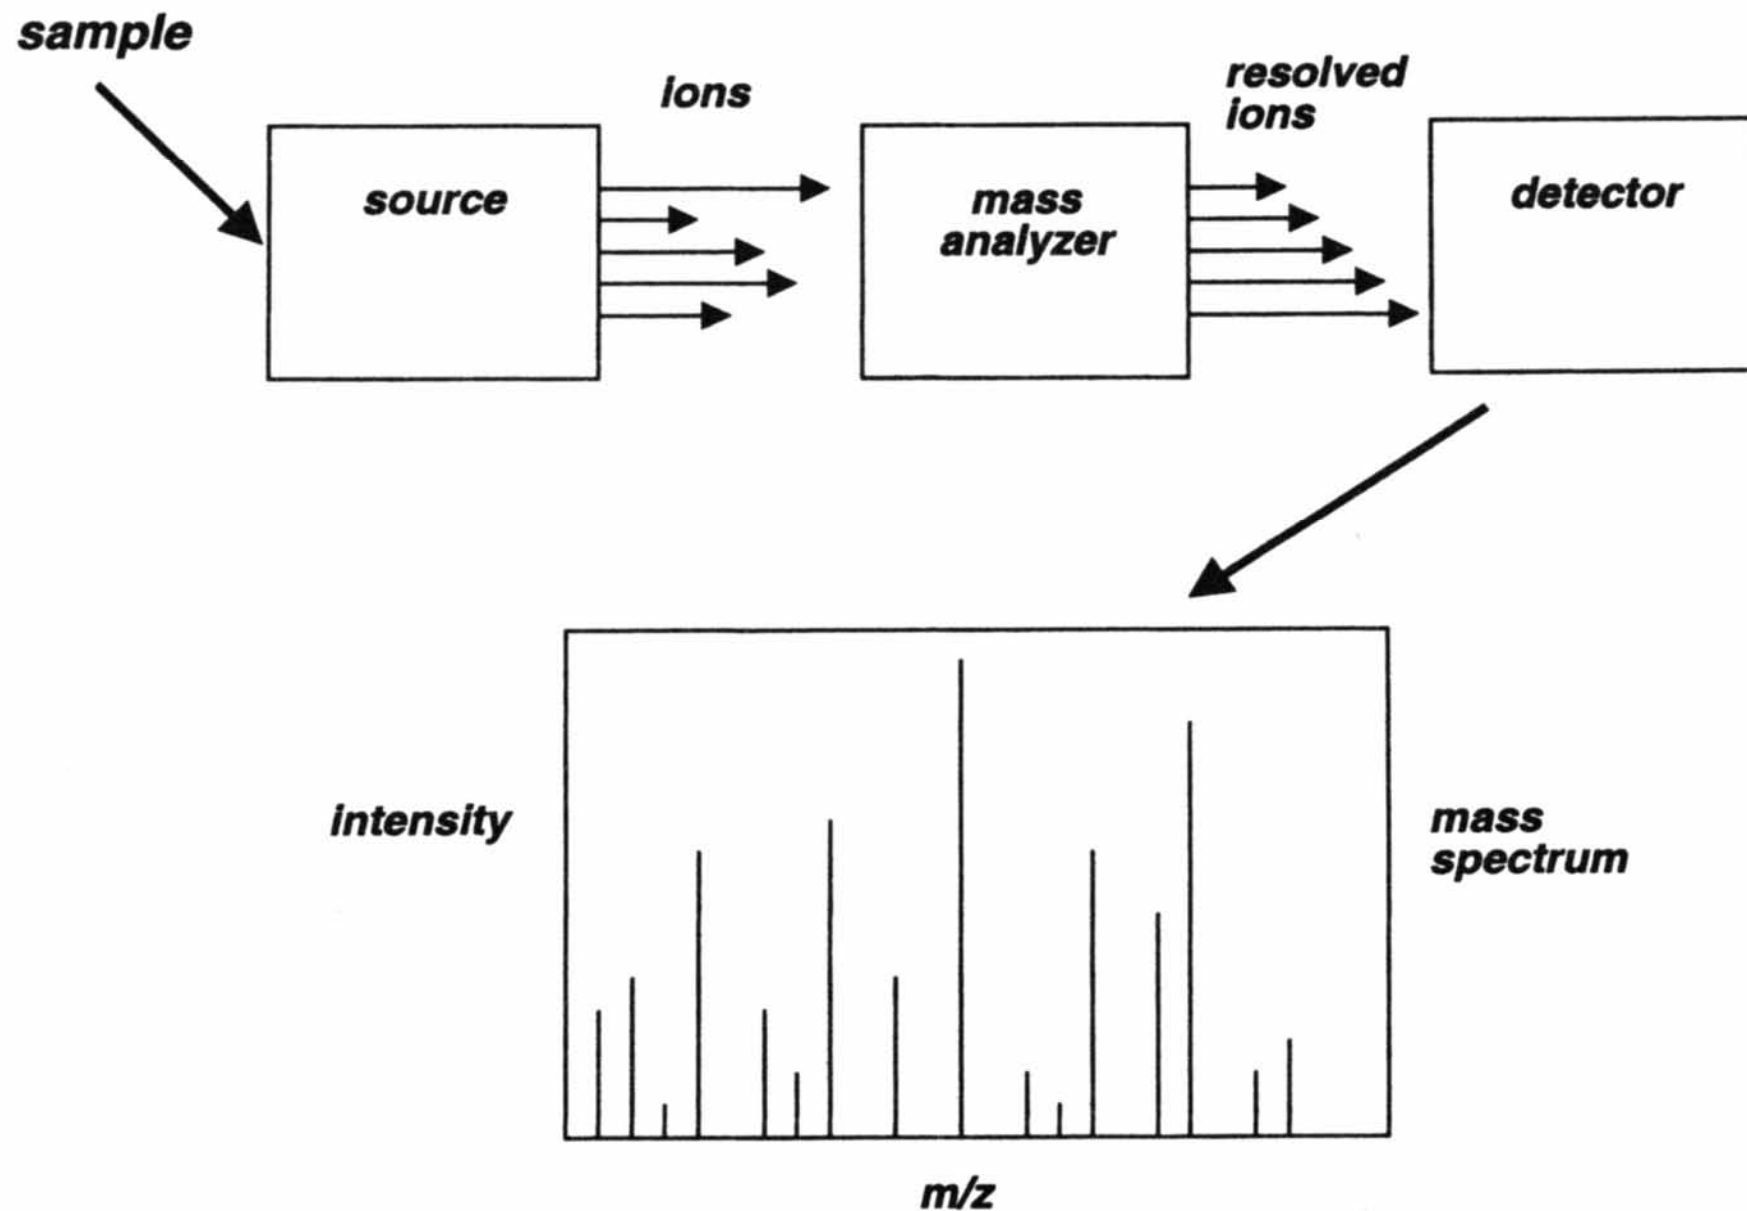 sample
ions
resolved
ions
source
mass
analyzer
detector
intensity
mass
spectrum
m/z